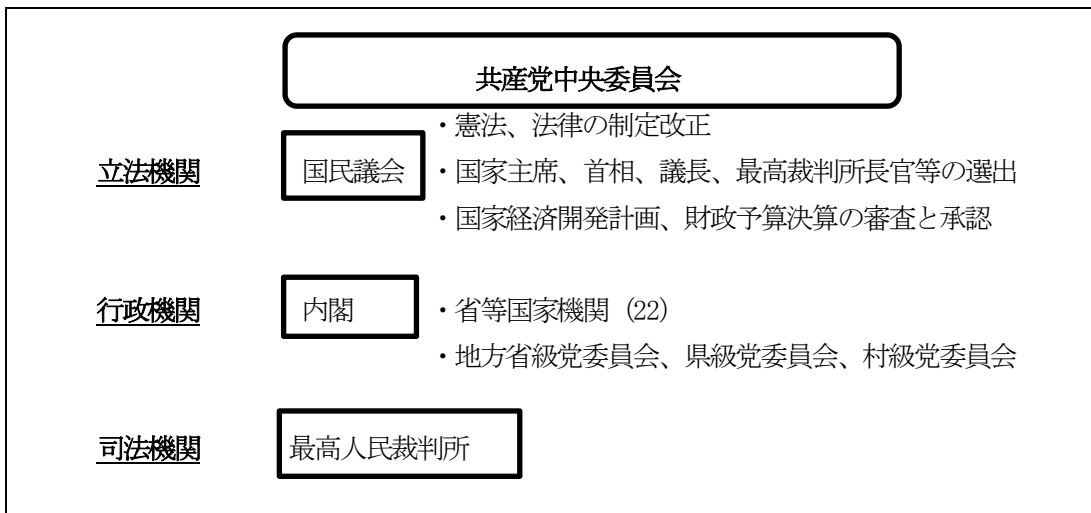 共産党中央委員会
・憲法、法律の制定改正
立法機関 国民議会 ・国家主席、首相、議長、最高裁判所長官等の選出
・国家経済開発計画、財政予算決算の審査と承認
行政機関 内閣 ・省等国家機関（22）
・地方省級党委員会、県級党委員会、村級党委員会
司法機関 最高人民裁判所